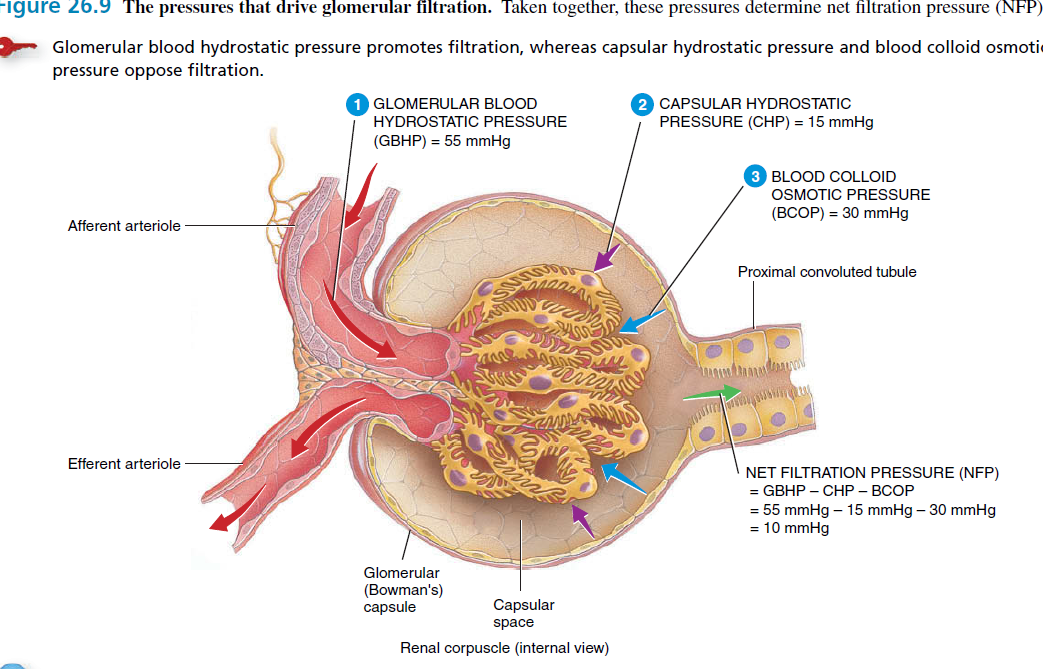 Figure 26.9 The pressures that drive glomerular filtration. Taken together, these pressures determine net filtration pressure (NFP)
Glomerular blood hydrostatic pressure promotes filtration, whereas capsular hydrostatic pressure and blood colloid osmotic
pressure oppose filtration.
1 GLOMERULAR BLOOD
HYDROSTATIC PRESSURE
(GBHP) = 55 mmHg
2 CAPSULAR HYDROSTATIC
PRESSURE (CHP) = 15 mmHg
3 BLOOD COLLOID
OSMOTIC PRESSURE
(BCOP) = 30 mmHg
Afferent arteriole
Proximal convoluted tubule
Efferent arteriole
NET FILTRATION PRESSURE (NFP)
= GBHP – CHP – BCOP
= 55 mmHg – 15 mmHg – 30 mmHg
= 10 mmHg
Glomerular
(Bowman's)
capsule
Capsular
space
Renal corpuscle (internal view)